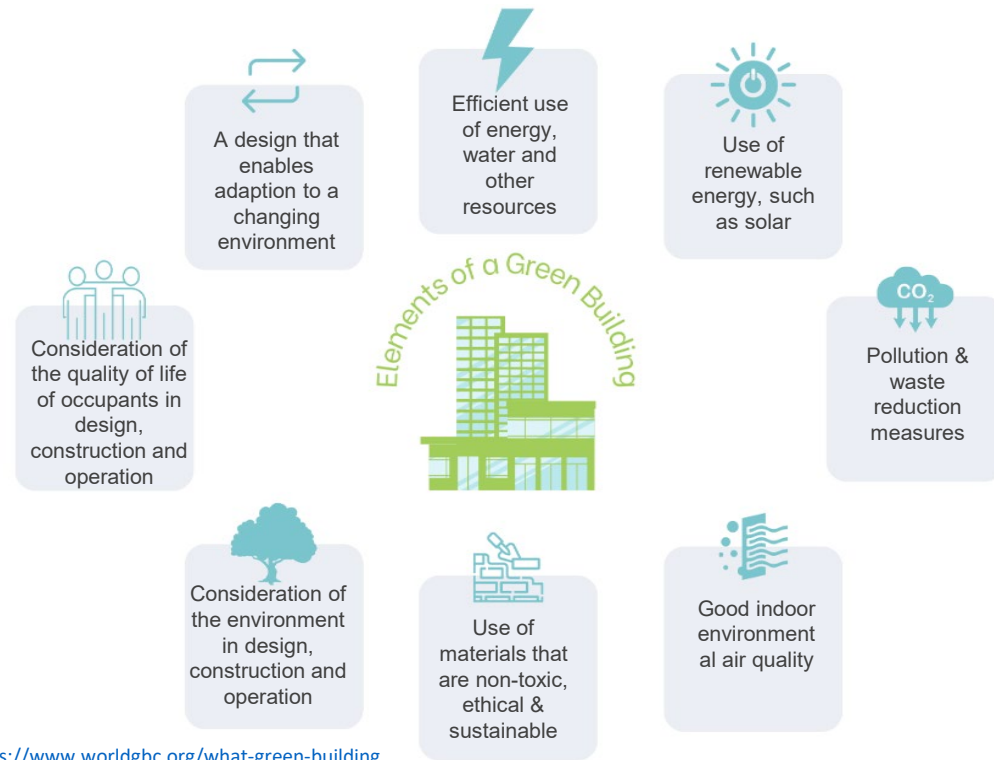 Efficient use
of energy,
water and
other
resources
A design that
enables
adaption to a
changing
environment
Use of
renewable
energy, such
as solar
Elements of a Green Building
CO₂
Consideration of
the quality of life
of occupants in
design,
construction and
operation
Pollution &
waste
reduction
measures
Consideration of
the environment
in design,
construction and
operation
Use of
materials that
are non-toxic,
ethical &
sustainable
Good indoor
environment
al air quality
s://www.worldgbc.org/what-green-building